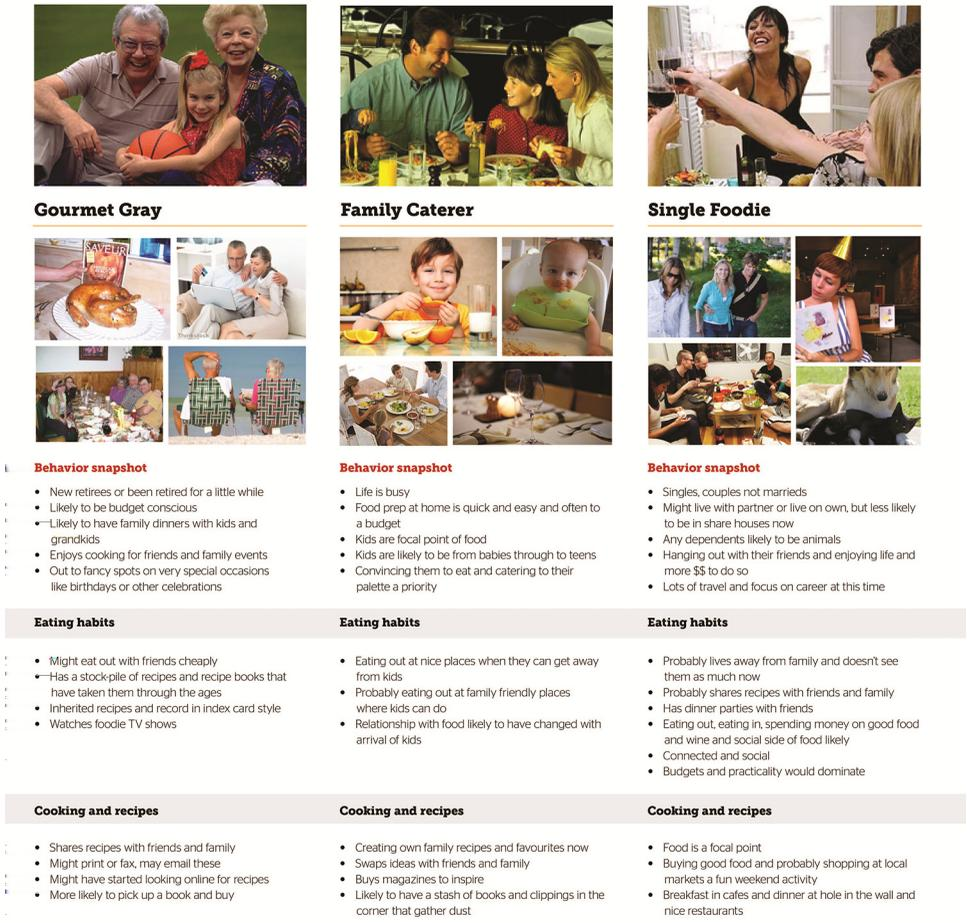 Gourmet Gray
SAVEUR
Behavior snapshot
• New retirees or been retired for a little while
• Likely to be budget conscious
• Likely to have family dinners with kids and
grandkids
• Enjoys cooking for friends and family events
• Out to fancy spots on very special occasions
like birthdays or other celebrations
Eating habits
• Might eat out with friends cheaply
• Has a stock-pile of recipes and recipe books that
have taken them through the ages
• Inherited recipes and record in index card style
• Watches foodie TV shows
Cooking and recipes
• Shares recipes with friends and family
• Might print or fax, may email these
• Might have started looking online for recipes
• More likely to pick up a book and buy
Family Caterer
Behavior snapshot
• Life is busy
• Food prep at home is quick and easy and often to
a budget
• Kids are focal point of food
• Kids are likely to be from babies through to teens
• Convincing them to eat and catering to their
palette a priority
Eating habits
• Eating out at nice places when they can get away
from kids
• Probably eating out at family friendly places
where kids can do
• Relationship with food likely to have changed with
arrival of kids
Cooking and recipes
• Creating own family recipes and favourites now
• Swaps ideas with friends and family
• Buys magazines to inspire
• Likely to have a stash of books and clippings in the
corner that gather dust
Single Foodie
Behavior snapshot
• Singles, couples not marrieds
• Might live with partner or live on own, but less likely
to be in share houses now
• Any dependents likely to be animals
• Hanging out with their friends and enjoying life and
more $$ to do so
• Lots of travel and focus on career at this time
Eating habits
• Probably lives away from family and doesn't see
them as much now
• Probably shares recipes with friends and family
• Has dinner parties with friends
• Eating out, eating in, spending money on good food
and wine and social side of food likely
• Connected and social
• Budgets and practicality would dominate
Cooking and recipes
• Food is a focal point
• Buying good food and probably shopping at local
markets a fun weekend activity
• Breakfast in cafes and dinner at hole in the wall and
nice restaurants